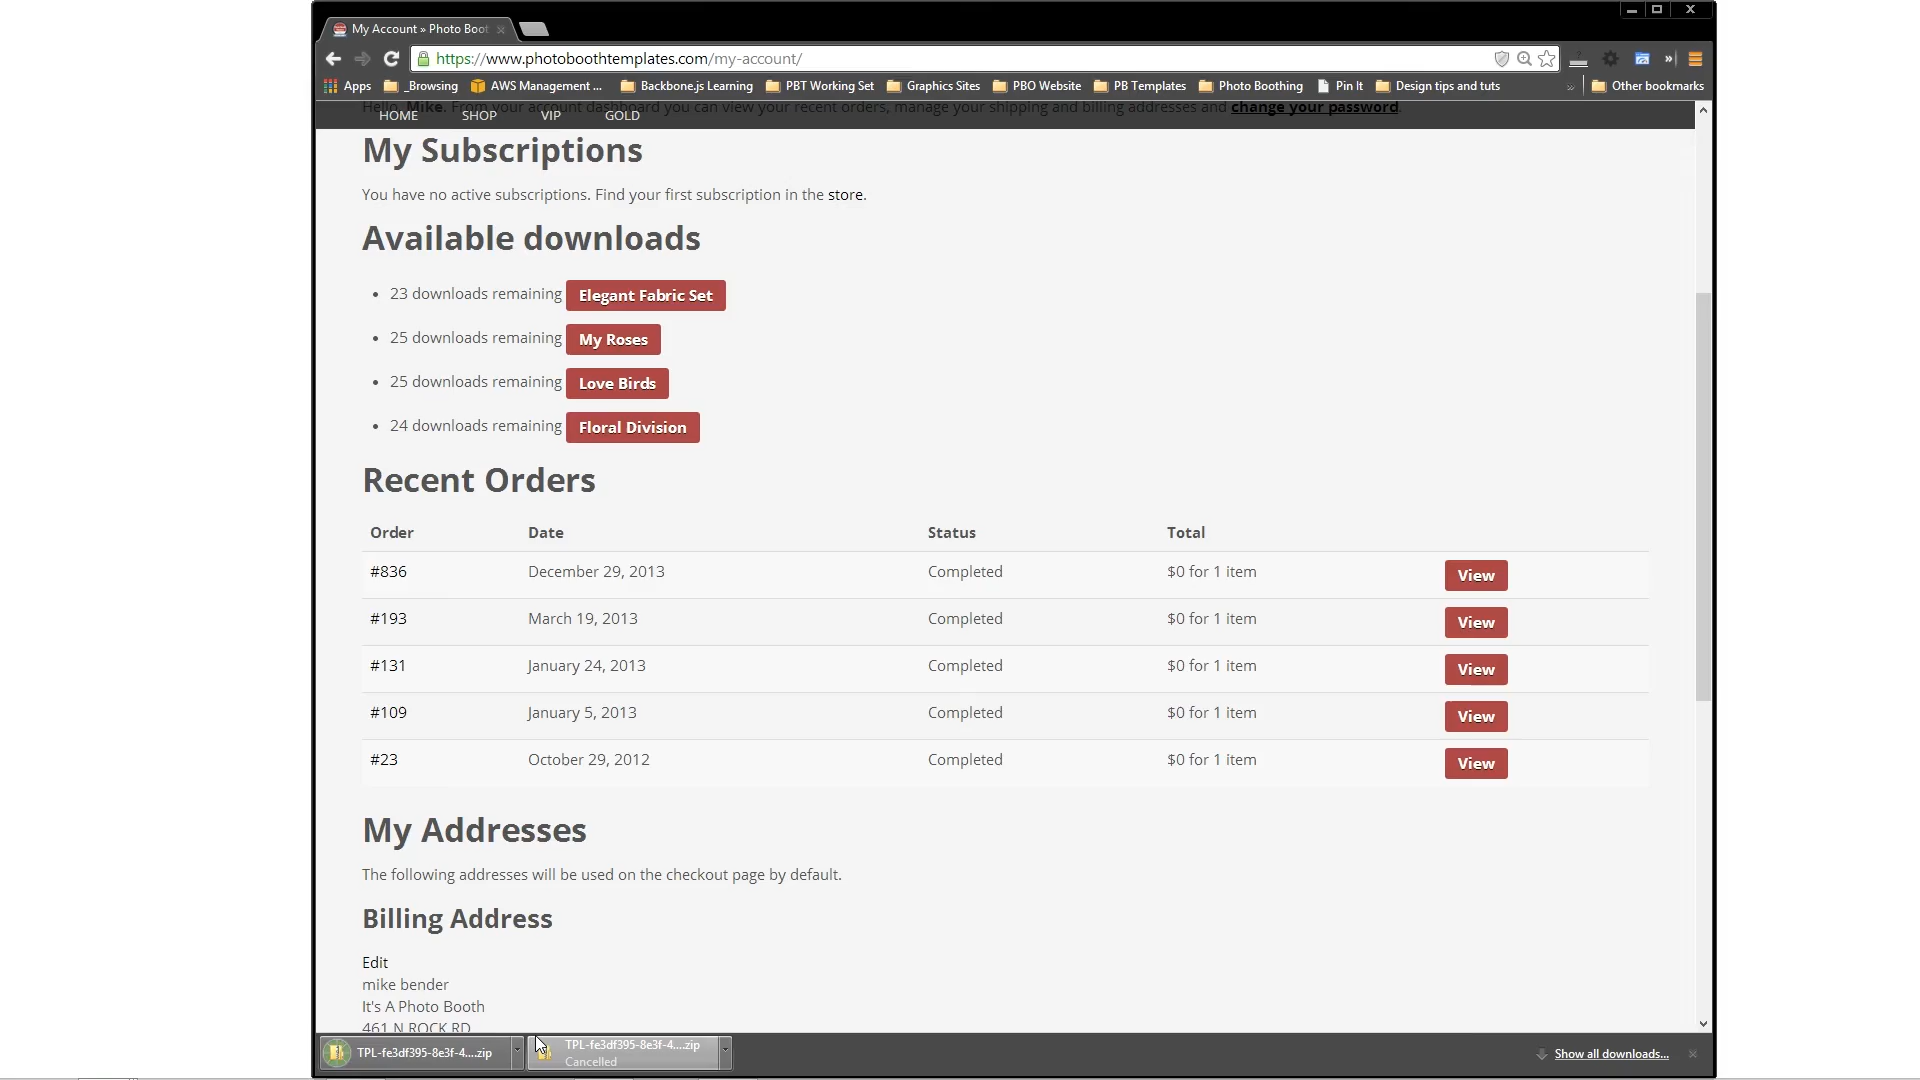 My Account » Photo Boot
https://www.photoboothtemplates.com/my-account/
Apps _Browsing AWS Management ... Backbone.js Learning PBT Working Set Graphics Sites PBO Website PB Templates Photo Boothing Pin It Design tips and tuts » Other bookmarks
Hello, Mike. From your account dashboard you can view your recent orders, manage your shipping and billing addresses and change your password.
HOME SHOP VIP GOLD
My Subscriptions
You have no active subscriptions. Find your first subscription in the store.
Available downloads
• 23 downloads remaining Elegant Fabric Set
• 25 downloads remaining My Roses
• 25 downloads remaining Love Birds
• 24 downloads remaining Floral Division
Recent Orders
Order Date Status Total
#836 December 29, 2013 Completed $0 for 1 item View
#193 March 19, 2013 Completed $0 for 1 item View
#131 January 24, 2013 Completed $0 for 1 item View
#109 January 5, 2013 Completed $0 for 1 item View
#23 October 29, 2012 Completed $0 for 1 item View
My Addresses
The following addresses will be used on the checkout page by default.
Billing Address
Edit
mike bender
It's A Photo Booth
461 N ROCK RD
TPL-fe3df395-8e3f-4....zip
TPL-fe3df395-8e3f-4....zip
Cancelled
Show all downloads...